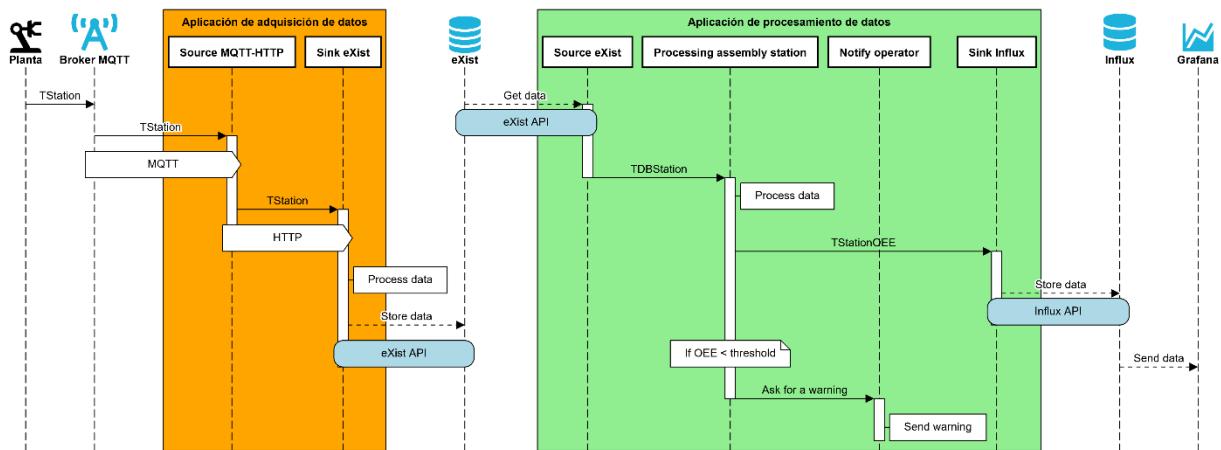 Aplicación de adquisición de datos
Aplicación de procesamiento de datos
Planta
Broker MQTT
Source MQTT-HTTP
Sink eXist
eXist
Source eXist
Processing assembly station
Notify operator
Sink Influx
Influx
Grafana
TStation
Get data
eXist API
TStation
MQTT
TDBStation
Process data
TStation
HTTP
TStationOEE
Process data
Store data
Influx API
Store data
eXist API
If OEE < threshold
Send data
Ask for a warning
Send warning